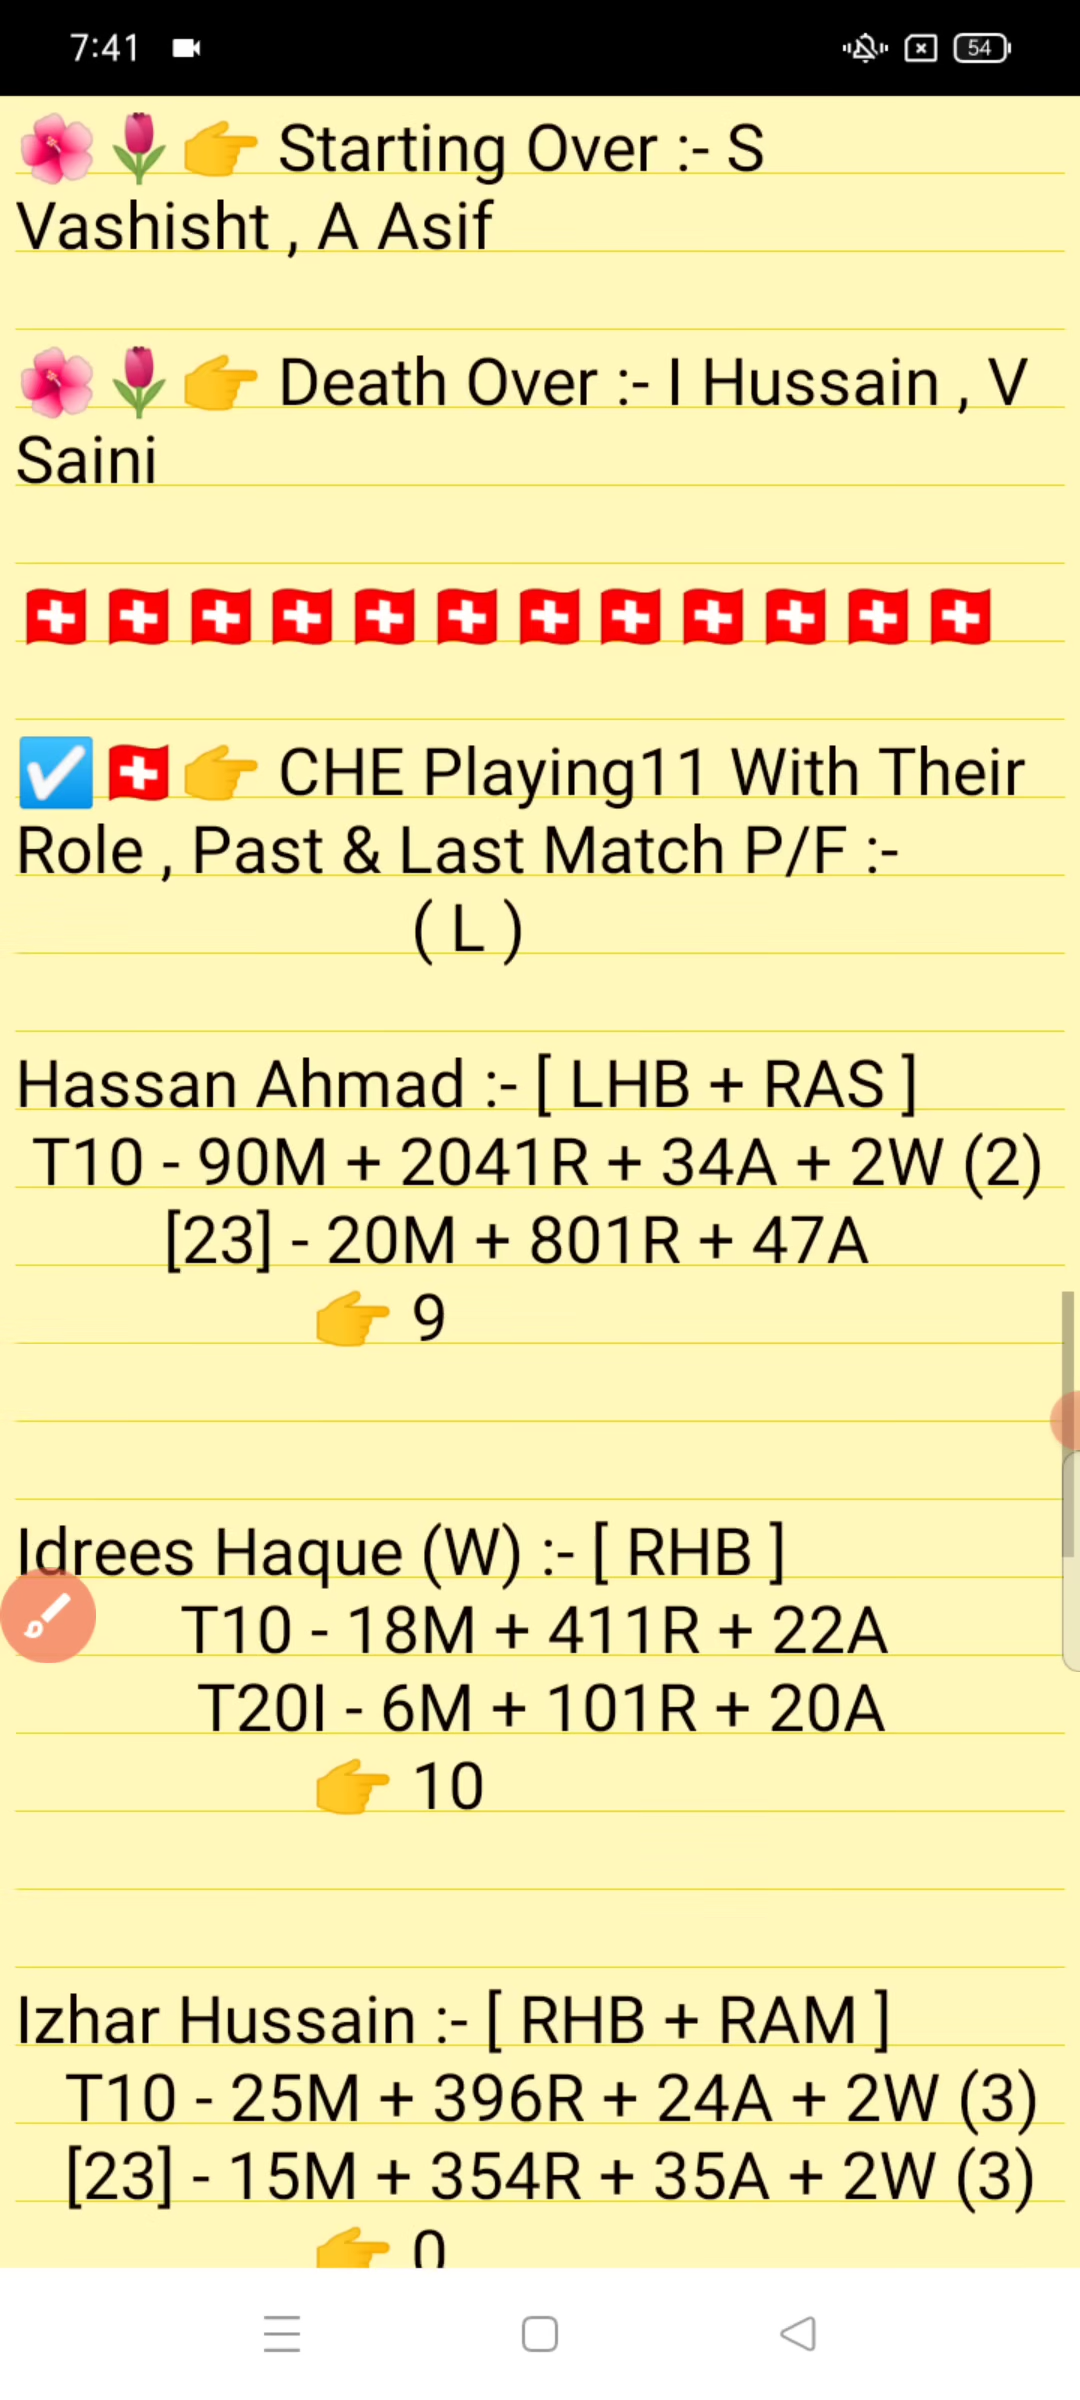 7:41
54
🌺🌷👉 Starting Over :- S
Vashisht , A Asif
🌺🌷👉 Death Over :- I Hussain , V
Saini
🇨🇭🇨🇭🇨🇭🇨🇭🇨🇭🇨🇭🇨🇭🇨🇭🇨🇭🇨🇭🇨🇭🇨🇭
☑️🇨🇭👉 CHE Playing11 With Their
Role , Past & Last Match P/F :-
( L )
Hassan Ahmad :- [ LHB + RAS ]
T10 - 90M + 2041R + 34A + 2W (2)
[23] - 20M + 801R + 47A
👉 9
Idrees Haque (W) :- [ RHB ]
T10 - 18M + 411R + 22A
T20I - 6M + 101R + 20A
👉 10
Izhar Hussain :- [ RHB + RAM ]
T10 - 25M + 396R + 24A + 2W (3)
[23] - 15M + 354R + 35A + 2W (3)
👉 0